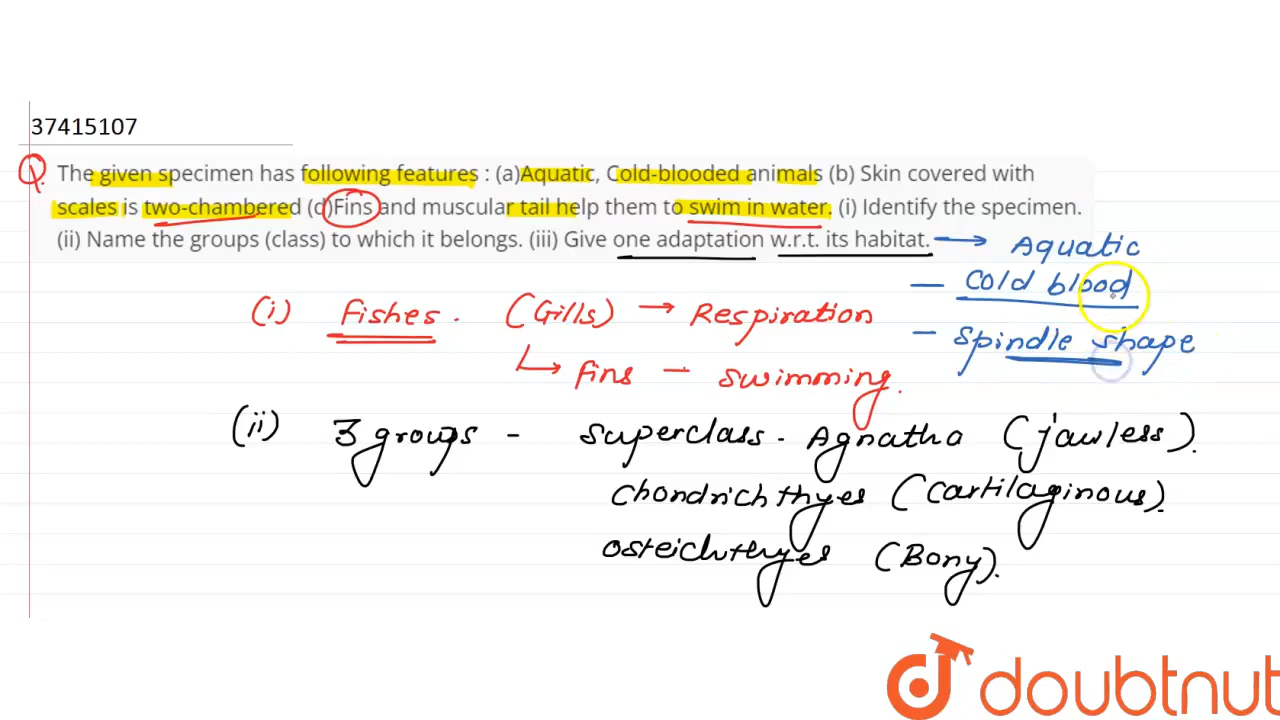 37415107
Q. The given specimen has following features : (a)Aquatic, Cold-blooded animals (b) Skin covered with
scales is two-chambered (d)Fins and muscular tail help them to swim in water. (i) Identify the specimen.
(ii) Name the groups (class) to which it belongs. (iii) Give one adaptation w.r.t. its habitat. → Aquatic
— Cold blood
(i) Fishes. (Gills) → Respiration
— Spindle shape
↳ fins — swimming.
(ii) 3 groups - superclass. Agnatha (jawless).
chondrichthyes (cartilaginous).
osteichthyes (Bony).
doubtnut